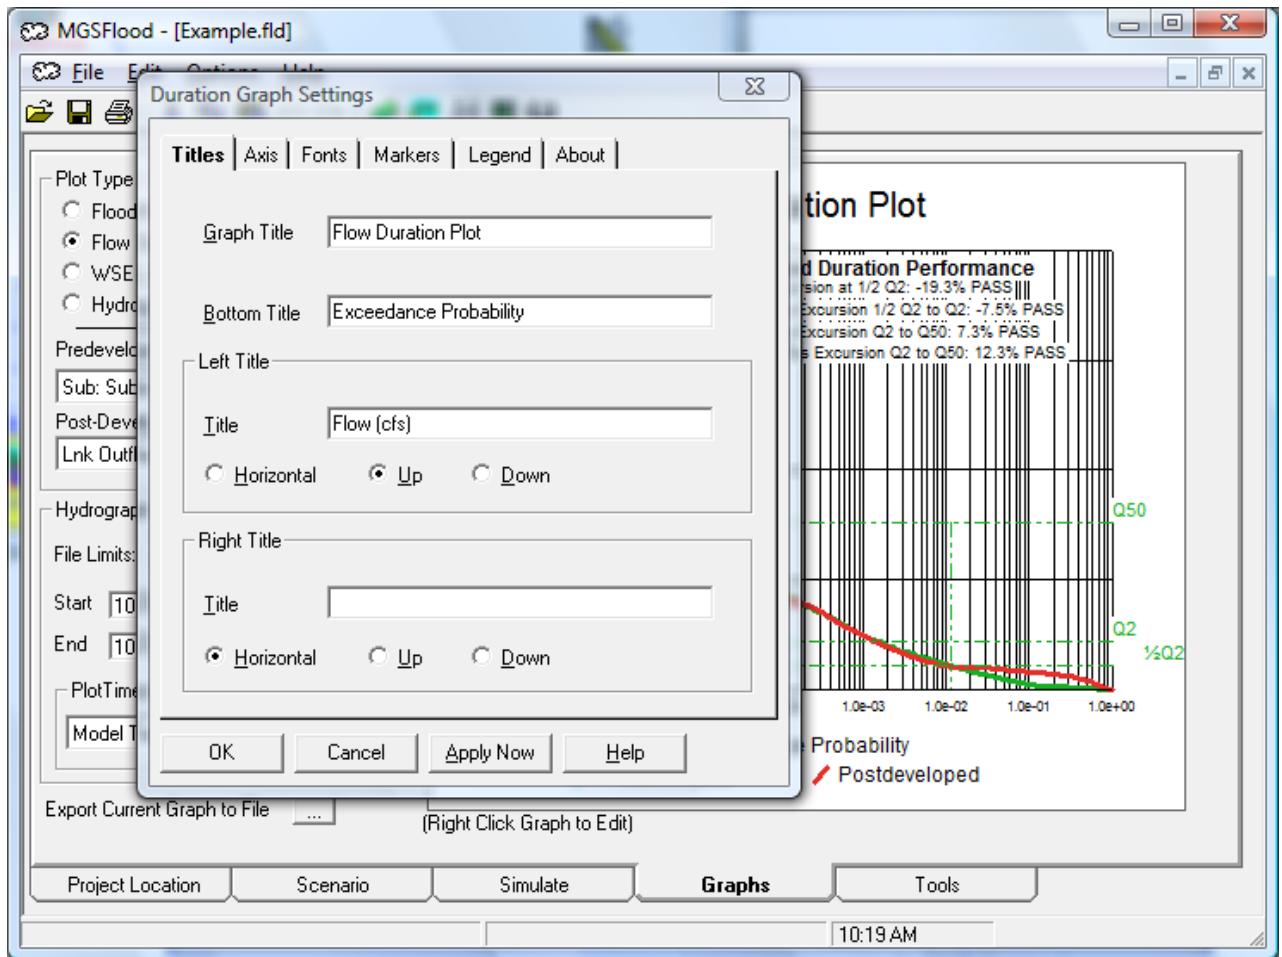 MGSFlood - [Example.fld]
File Edit Options Help
Duration Graph Settings
Titles Axis Fonts Markers Legend About
Graph Title Flow Duration Plot
Bottom Title Exceedance Probability
Left Title
Title Flow (cfs)
Horizontal Up Down
Right Title
Title
Horizontal Up Down
OK Cancel Apply Now Help
Plot Type
Flood
Flow
WSE
Hydro
Predevelo
Sub: Sub
Post-Deve
Lnk Outfl
Hydrograp
File Limits:
Start 10
End 10
PlotTime
Model T
Export Current Graph to File ...
tion Plot
d Duration Performance
sion at 1/2 Q2: -19.3% PASS
Excursion 1/2 Q2 to Q2: -7.5% PASS
Excursion Q2 to Q50: 7.3% PASS
s Excursion Q2 to Q50: 12.3% PASS
Q50
Q2
½Q2
1.0e-03 1.0e-02 1.0e-01 1.0e+00
Probability
Postdeveloped
(Right Click Graph to Edit)
Project Location Scenario Simulate Graphs Tools
10:19 AM